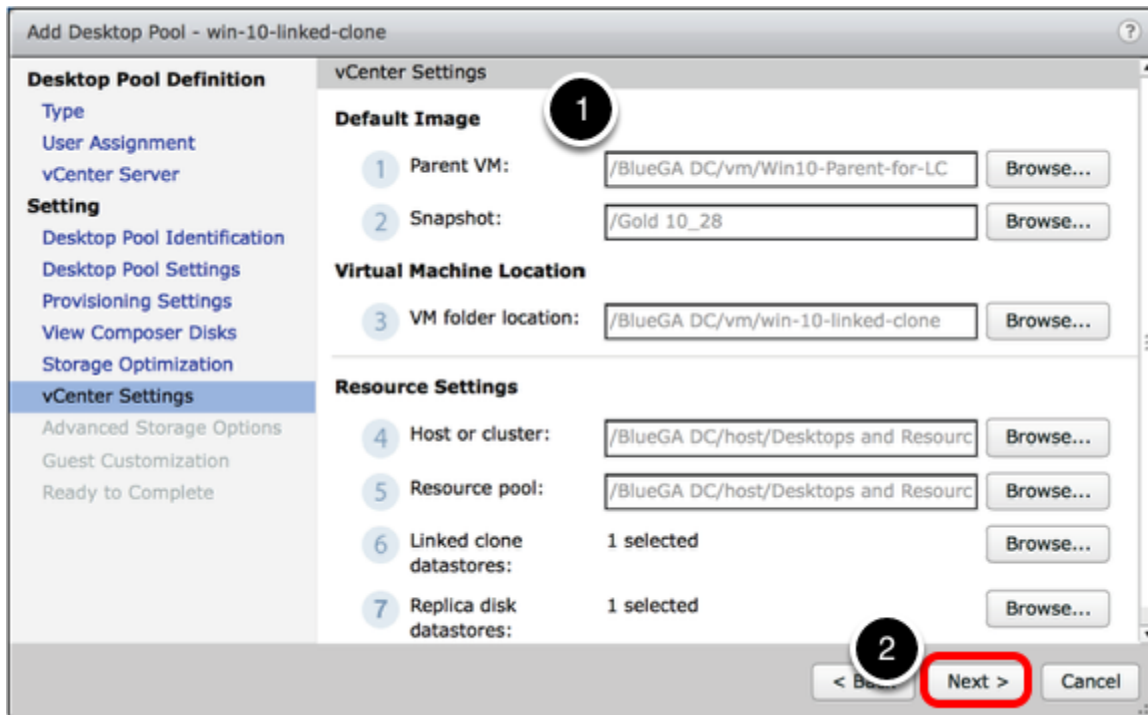 Add Desktop Pool - win-10-linked-clone
?
Desktop Pool Definition
Type
User Assignment
vCenter Server
Setting
Desktop Pool Identification
Desktop Pool Settings
Provisioning Settings
View Composer Disks
Storage Optimization
vCenter Settings
Advanced Storage Options
Guest Customization
Ready to Complete
vCenter Settings
1
Default Image
1 Parent VM: /BlueGA DC/vm/Win10-Parent-for-LC Browse...
2 Snapshot: /Gold 10_28 Browse...
Virtual Machine Location
3 VM folder location: /BlueGA DC/vm/win-10-linked-clone Browse...
Resource Settings
4 Host or cluster: /BlueGA DC/host/Desktops and Resourc Browse...
5 Resource pool: /BlueGA DC/host/Desktops and Resourc Browse...
6 Linked clone 1 selected Browse...
datastores:
7 Replica disk 1 selected Browse...
datastores:
2
< Next > Cancel